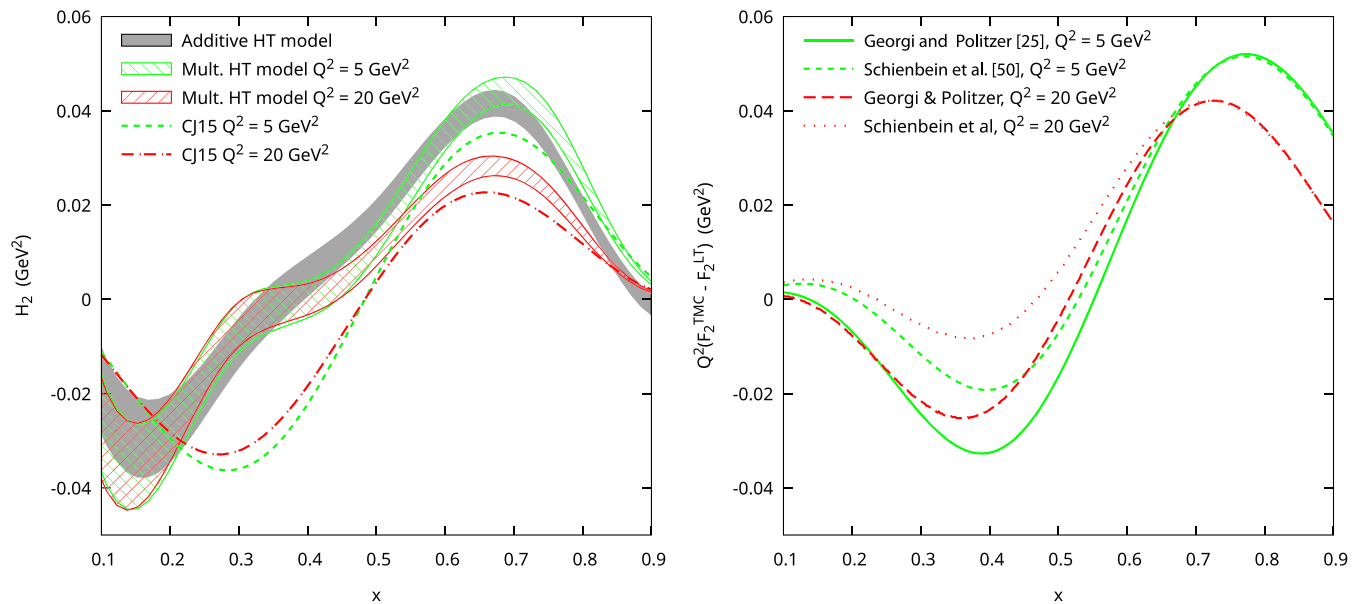 0.06
0.04
0.02
0
-0.02
-0.04
H2 (GeV²)
Additive HT model
Mult. HT model Q² = 5 GeV²
Mult. HT model Q² = 20 GeV²
CJ15 Q² = 5 GeV²
CJ15 Q² = 20 GeV²
0.1 0.2 0.3 0.4 0.5 0.6 0.7 0.8 0.9
x
0.06
0.04
0.02
0
-0.02
-0.04
Q²(F₂^TMC - F₂^LT) (GeV²)
Georgi and Politzer [25], Q² = 5 GeV²
Schienbein et al. [50], Q² = 5 GeV²
Georgi & Politzer, Q² = 20 GeV²
Schienbein et al, Q² = 20 GeV²
0.1 0.2 0.3 0.4 0.5 0.6 0.7 0.8 0.9
x